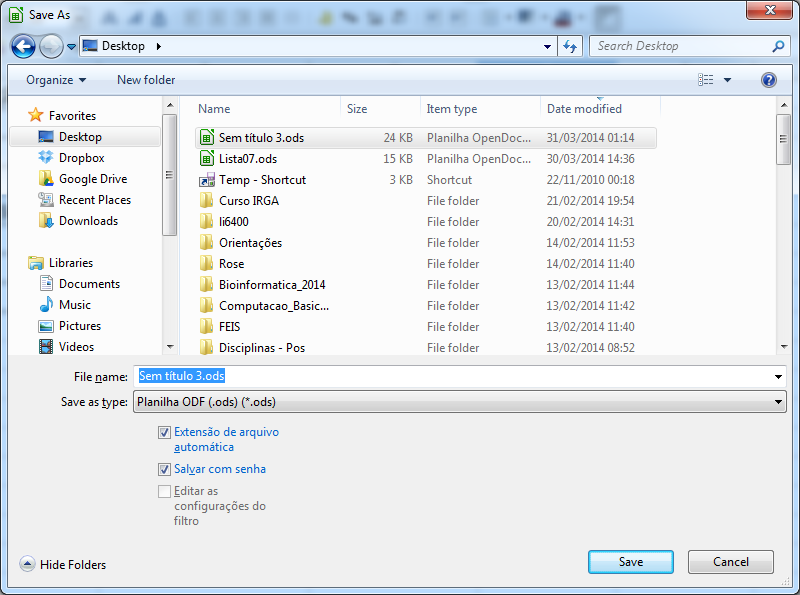 Save As
Desktop
Search Desktop
Organize New folder
Name Size Item type Date modified
Favorites
Desktop
Dropbox
Google Drive
Recent Places
Downloads
Libraries
Documents
Music
Pictures
Videos
Sem título 3.ods 24 KB Planilha OpenDoc... 31/03/2014 01:14
Lista07.ods 15 KB Planilha OpenDoc... 30/03/2014 14:36
Temp - Shortcut 3 KB Shortcut 22/11/2010 00:18
Curso IRGA File folder 21/02/2014 19:54
li6400 File folder 20/02/2014 14:31
Orientações File folder 14/02/2014 11:53
Rose File folder 14/02/2014 11:40
Bioinformatica_2014 File folder 13/02/2014 11:44
Computacao_Basic... File folder 13/02/2014 11:42
FEIS File folder 13/02/2014 11:40
Disciplinas - Pos File folder 13/02/2014 08:52
File name: Sem título 3.ods
Save as type: Planilha ODF (.ods) (*.ods)
Extensão de arquivo
automática
Salvar com senha
Editar as
configurações do
filtro
Hide Folders
Save
Cancel